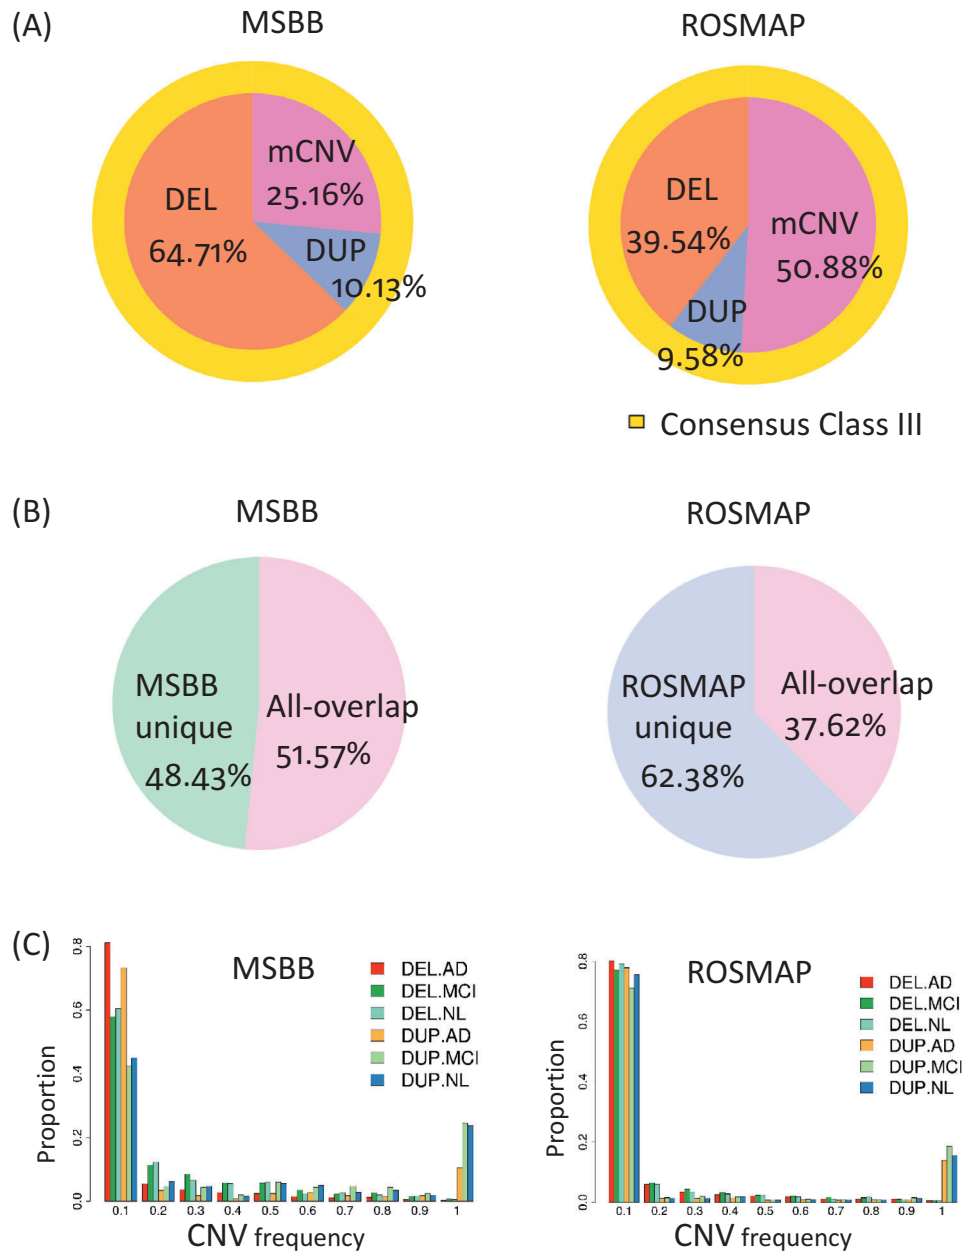 (A)
MSBB
ROSMAP
mCNV
25.16%
DEL
64.71%
DUP
10.13%
DEL
39.54%
mCNV
50.88%
DUP
9.58%
Consensus Class III
(B)
MSBB
ROSMAP
MSBB
unique
48.43%
All-overlap
51.57%
ROSMAP
unique
62.38%
All-overlap
37.62%
(C)
MSBB
Proportion
0.0 0.2 0.4 0.6 0.8
DEL.AD
DEL.MCI
DEL.NL
DUP.AD
DUP.MCI
DUP.NL
0.1 0.2 0.3 0.4 0.5 0.6 0.7 0.8 0.9 1
CNV frequency
ROSMAP
Proportion
0.0 0.2 0.4 0.6 0.8
DEL.AD
DEL.MCI
DEL.NL
DUP.AD
DUP.MCI
DUP.NL
0.1 0.2 0.3 0.4 0.5 0.6 0.7 0.8 0.9 1
CNV frequency